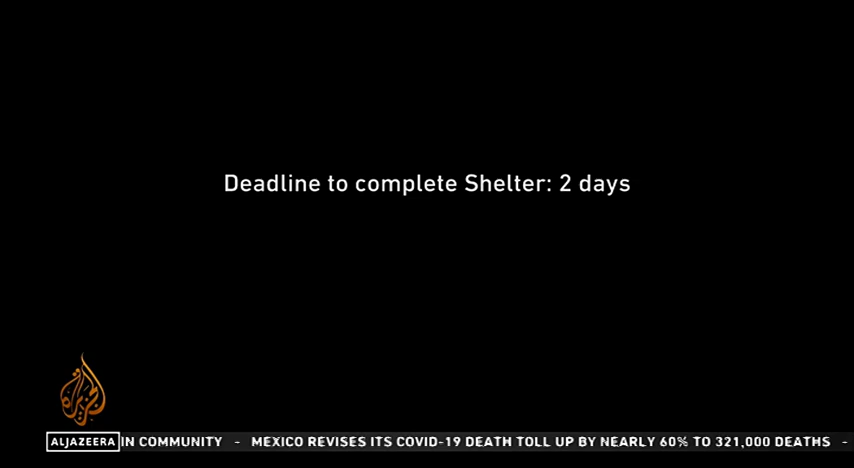 Deadline to complete Shelter: 2 days
الجزيرة
ALJAZEERA IN COMMUNITY - MEXICO REVISES ITS COVID-19 DEATH TOLL UP BY NEARLY 60% TO 321,000 DEATHS -